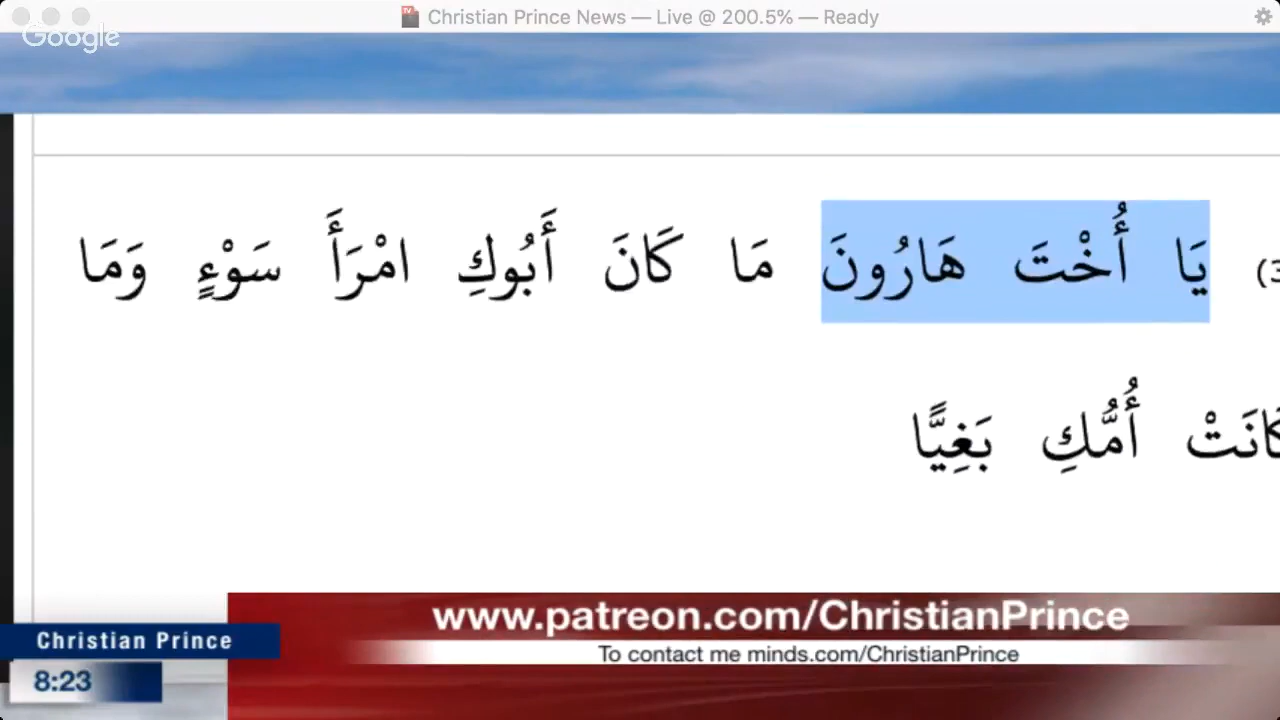 Christian Prince News — Live @ 200.5% — Ready
Google
يَا أُخْتَ هَارُونَ مَا كَانَ أَبُوكِ امْرَأَ سَوْءٍ وَمَا
أُمُّكِ بَغِيًّا
www.patreon.com/ChristianPrince
Christian Prince
To contact me minds.com/ChristianPrince
8:23